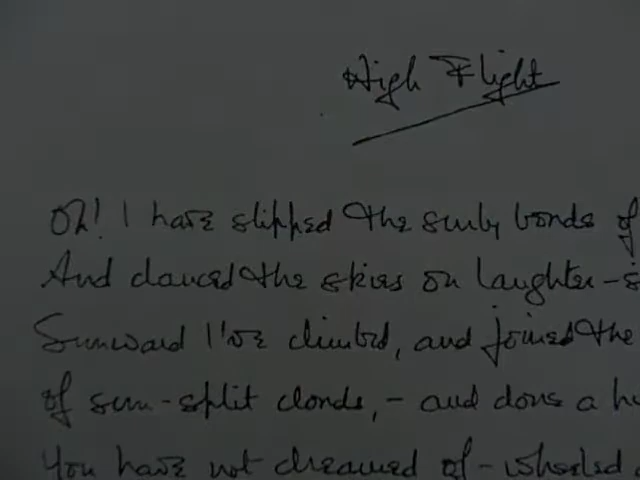 High Flight
Oh! I have slipped the surly bonds of
And danced the skies on laughter-s
Sunward I've climbed, and joined the
of sun-split clouds, - and done a hu
You have not dreamed of - wheeled a